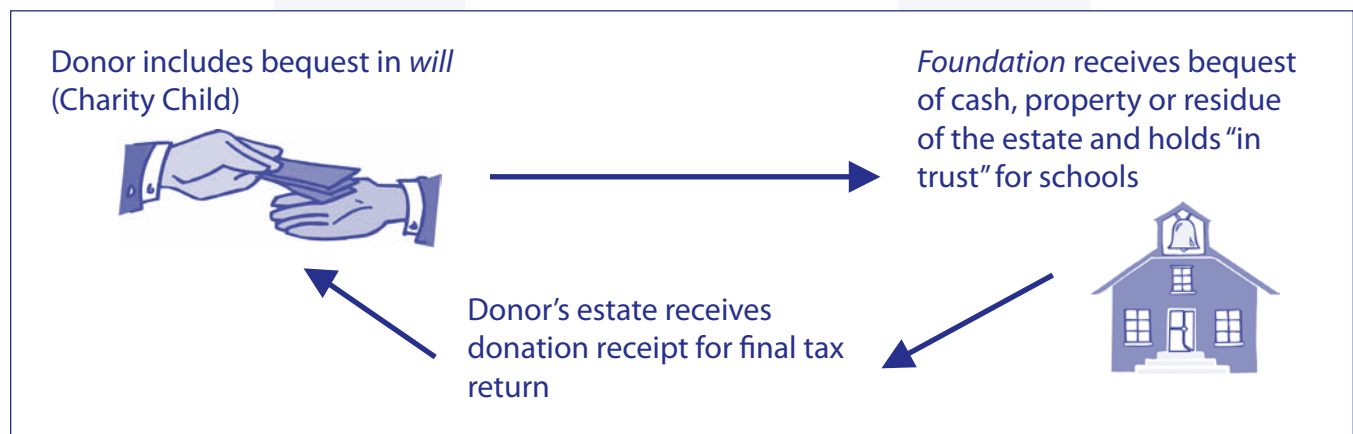 Donor includes bequest in will
(Charity Child)
Foundation receives bequest
of cash, property or residue
of the estate and holds “in
trust” for schools
Donor’s estate receives
donation receipt for final tax
return